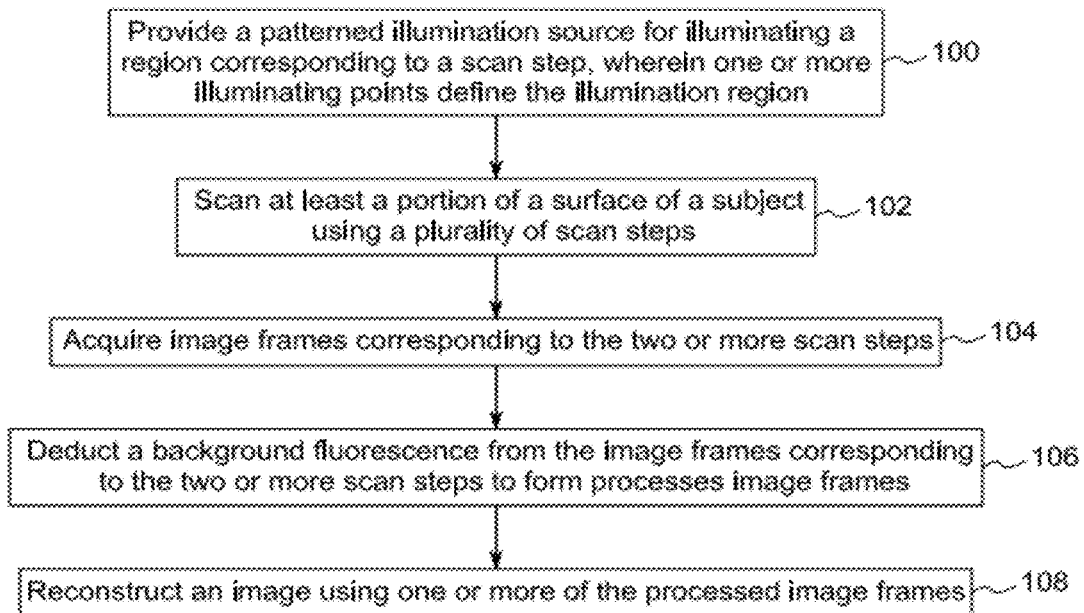 Provide a patterned illumination source for illuminating a
region corresponding to a scan step, wherein one or more
illuminating points define the illumination region
100
Scan at least a portion of a surface of a subject
using a plurality of scan steps
102
Acquire image frames corresponding to the two or more scan steps
104
Deduct a background fluorescence from the image frames corresponding
to the two or more scan steps to form processes image frames
106
Reconstruct an image using one or more of the processed image frames
108